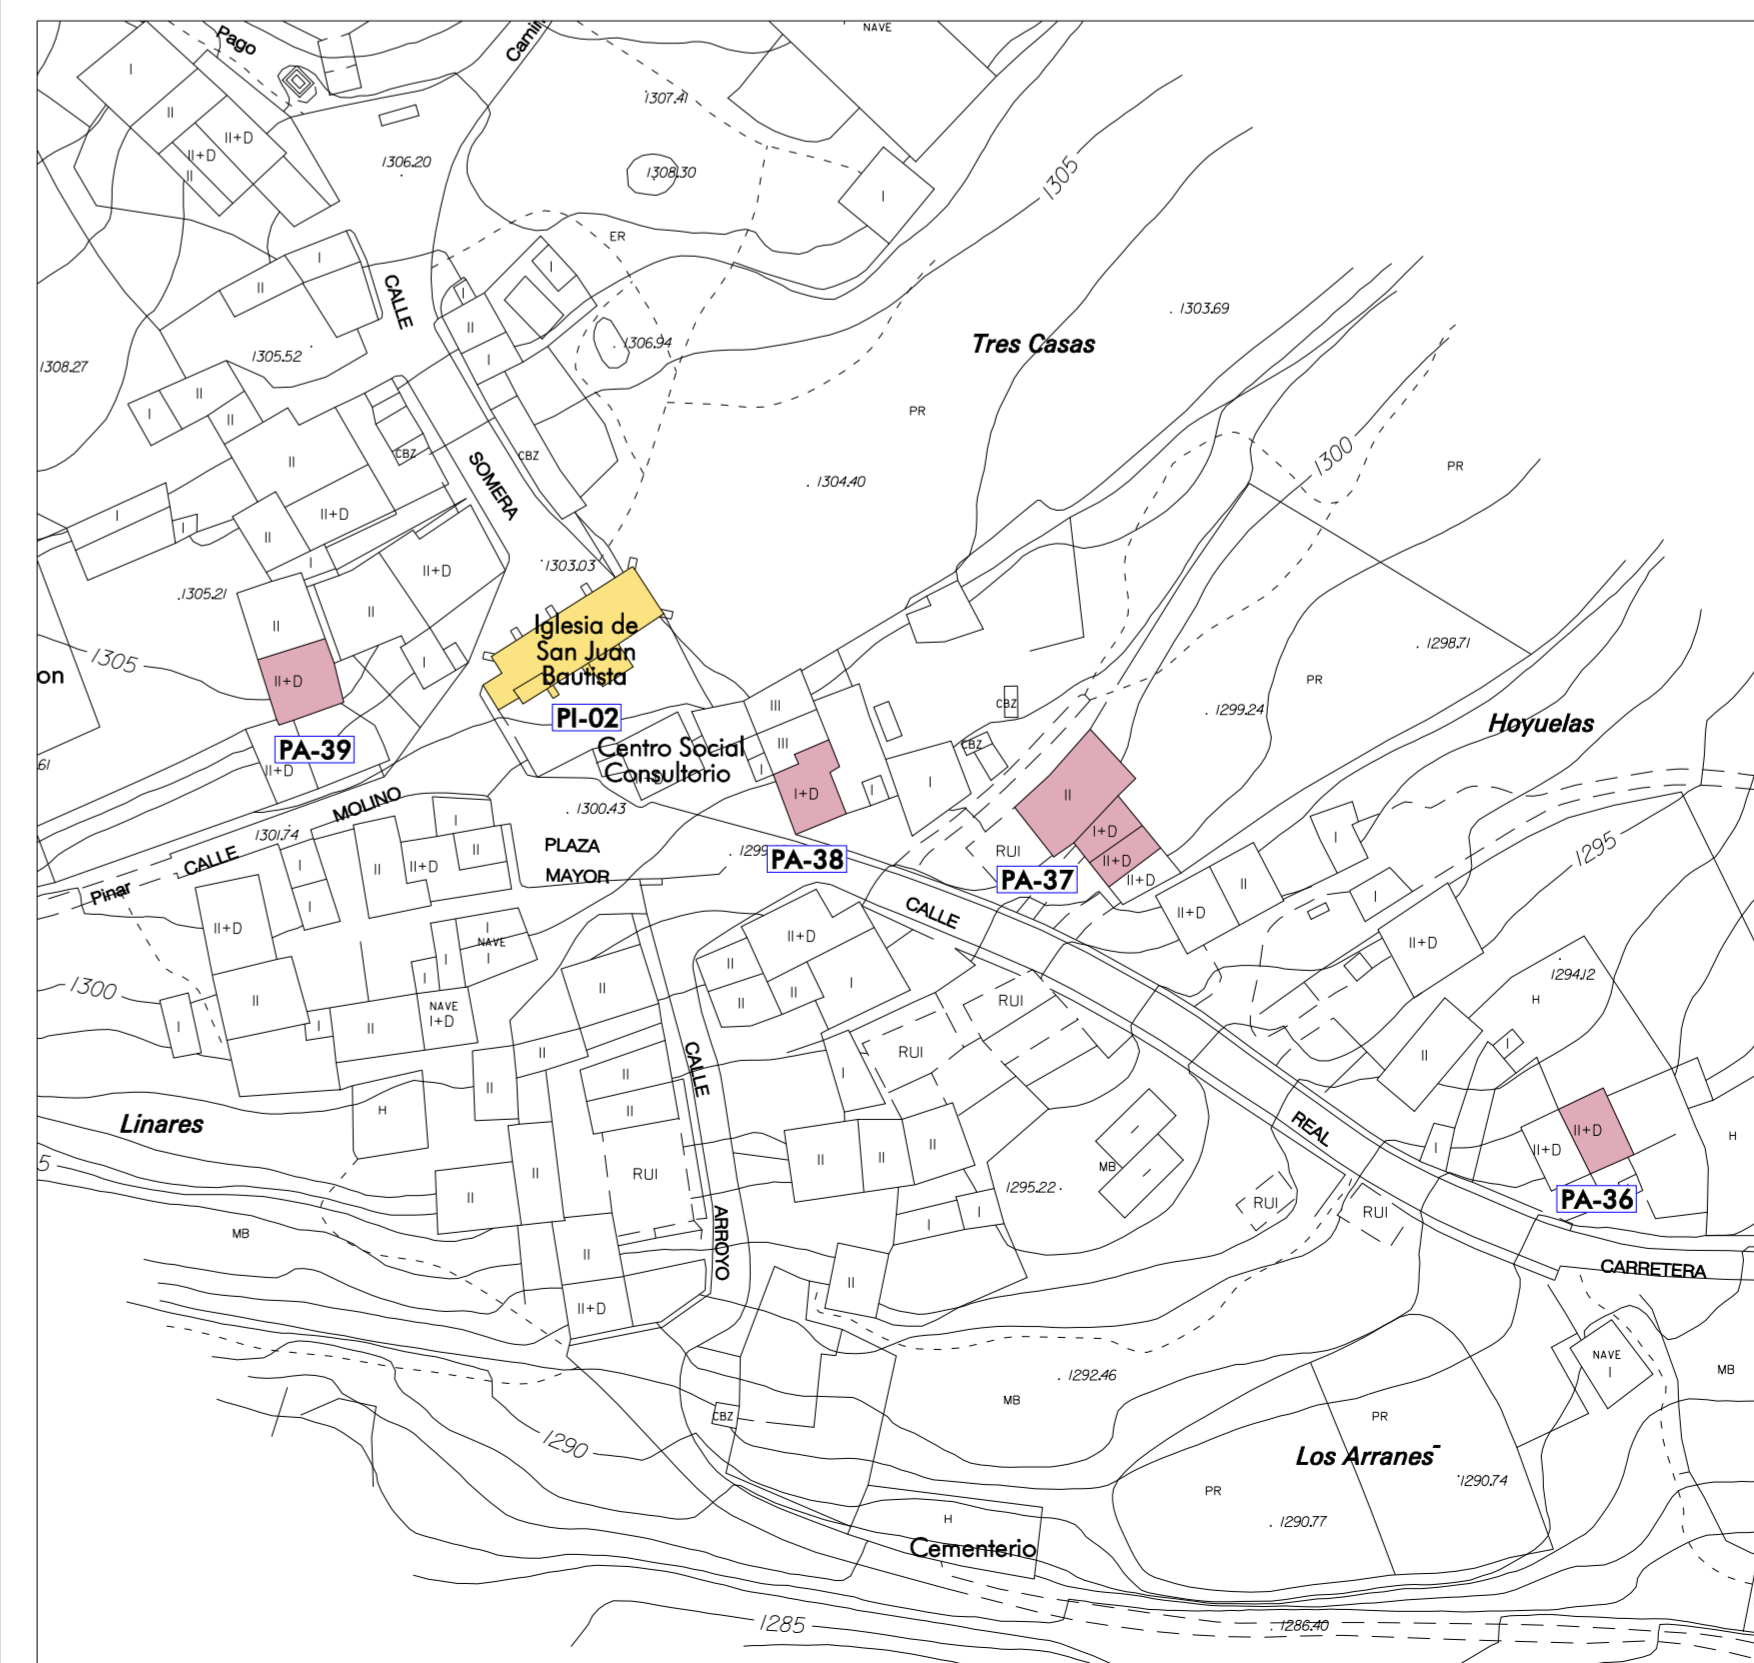 Pago
Camin
NAVE
I
II
II+D
II+D
II
1307.41
1306.20
1308.30
I
1305
ER
I
II
CALLE
I
I
II
I
1306.94
1303.69
Tres Casas
1308.27
1305.52
PR
II
I
II
CBZ
CBZ
1300
PR
II
SOMERA
1304.40
II+D
I
I
II
I
1303.03
II+D
1305.21
II
II
Iglesia de
San Juan
Bautista
1298.71
1305
on
II+D
I
PR
PI-02
III
CBZ
1299.24
Hoyuelas
PA-39
Centro Social
Consultorio
III
CBZ
61
II+D
I
I+D
I
I
II
MOLINO
1300.43
1301.74
I
I+D
PLAZA
MAYOR
1299
PA-38
RUI
II+D
I
1295
CALLE
I
II
II+D
II
PA-37
II+D
Pinar
I
II+D
II
I
CALLE
II+D
II+D
I
NAVE
I
II+D
II+D
1300
II
I
I
II
II
II
I
1294.12
H
RUI
II
NAVE
I+D
I
I
II
RUI
II
I
II
CALLE
I
II
II
II
REAL
Linares
H
II+D
II+D
H
5
II
II
II
II
II
I
MB
RUI
1295.22
RUI
RUI
PA-36
II
I
I
MB
ARROYO
II
II
CARRETERA
II+D
1292.46
NAVE
I
MB
MB
CBZ
PR
1290
Los Arranes
1290.74
PR
H
1290.77
Cementerio
1285
1286.40